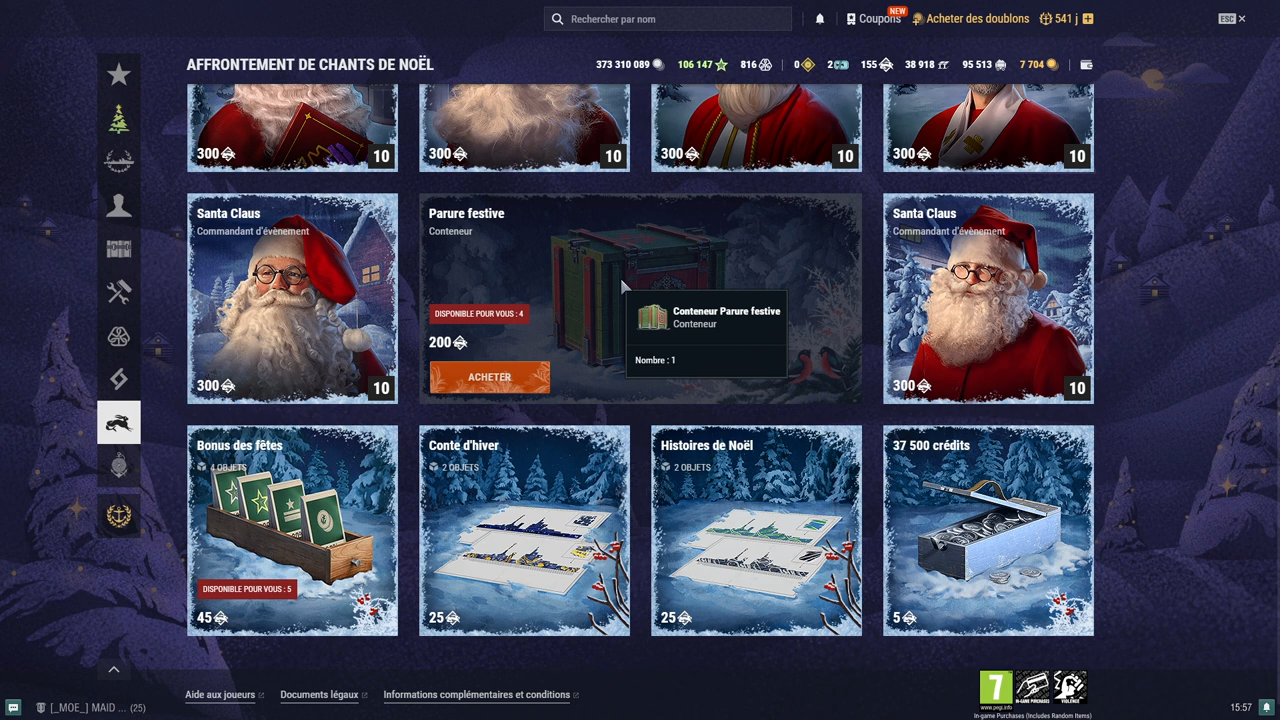 Rechercher par nom
NEW
Coupons
Acheter des doublons
541 j
ESC
AFFRONTEMENT DE CHANTS DE NOËL
373 310 089
106 147
816
0
2
155
38 918
95 513
7 704
300
10
300
10
300
10
300
10
Santa Claus
Commandant d'évènement
300
10
Parure festive
Conteneur
DISPONIBLE POUR VOUS : 4
200
ACHETER
Conteneur Parure festive
Conteneur
Nombre : 1
Santa Claus
Commandant d'évènement
300
10
Bonus des fêtes
4 OBJETS
DISPONIBLE POUR VOUS : 5
45
Conte d'hiver
2 OBJETS
25
Histoires de Noël
2 OBJETS
25
37 500 crédits
5
Aide aux joueurs
Documents légaux
Informations complémentaires et conditions
7
www.pegi.info
IN-GAME PURCHASES
VIOLENCE
In-game Purchases (Includes Random Items)
[_MOE_] MAID ... (25)
15:57